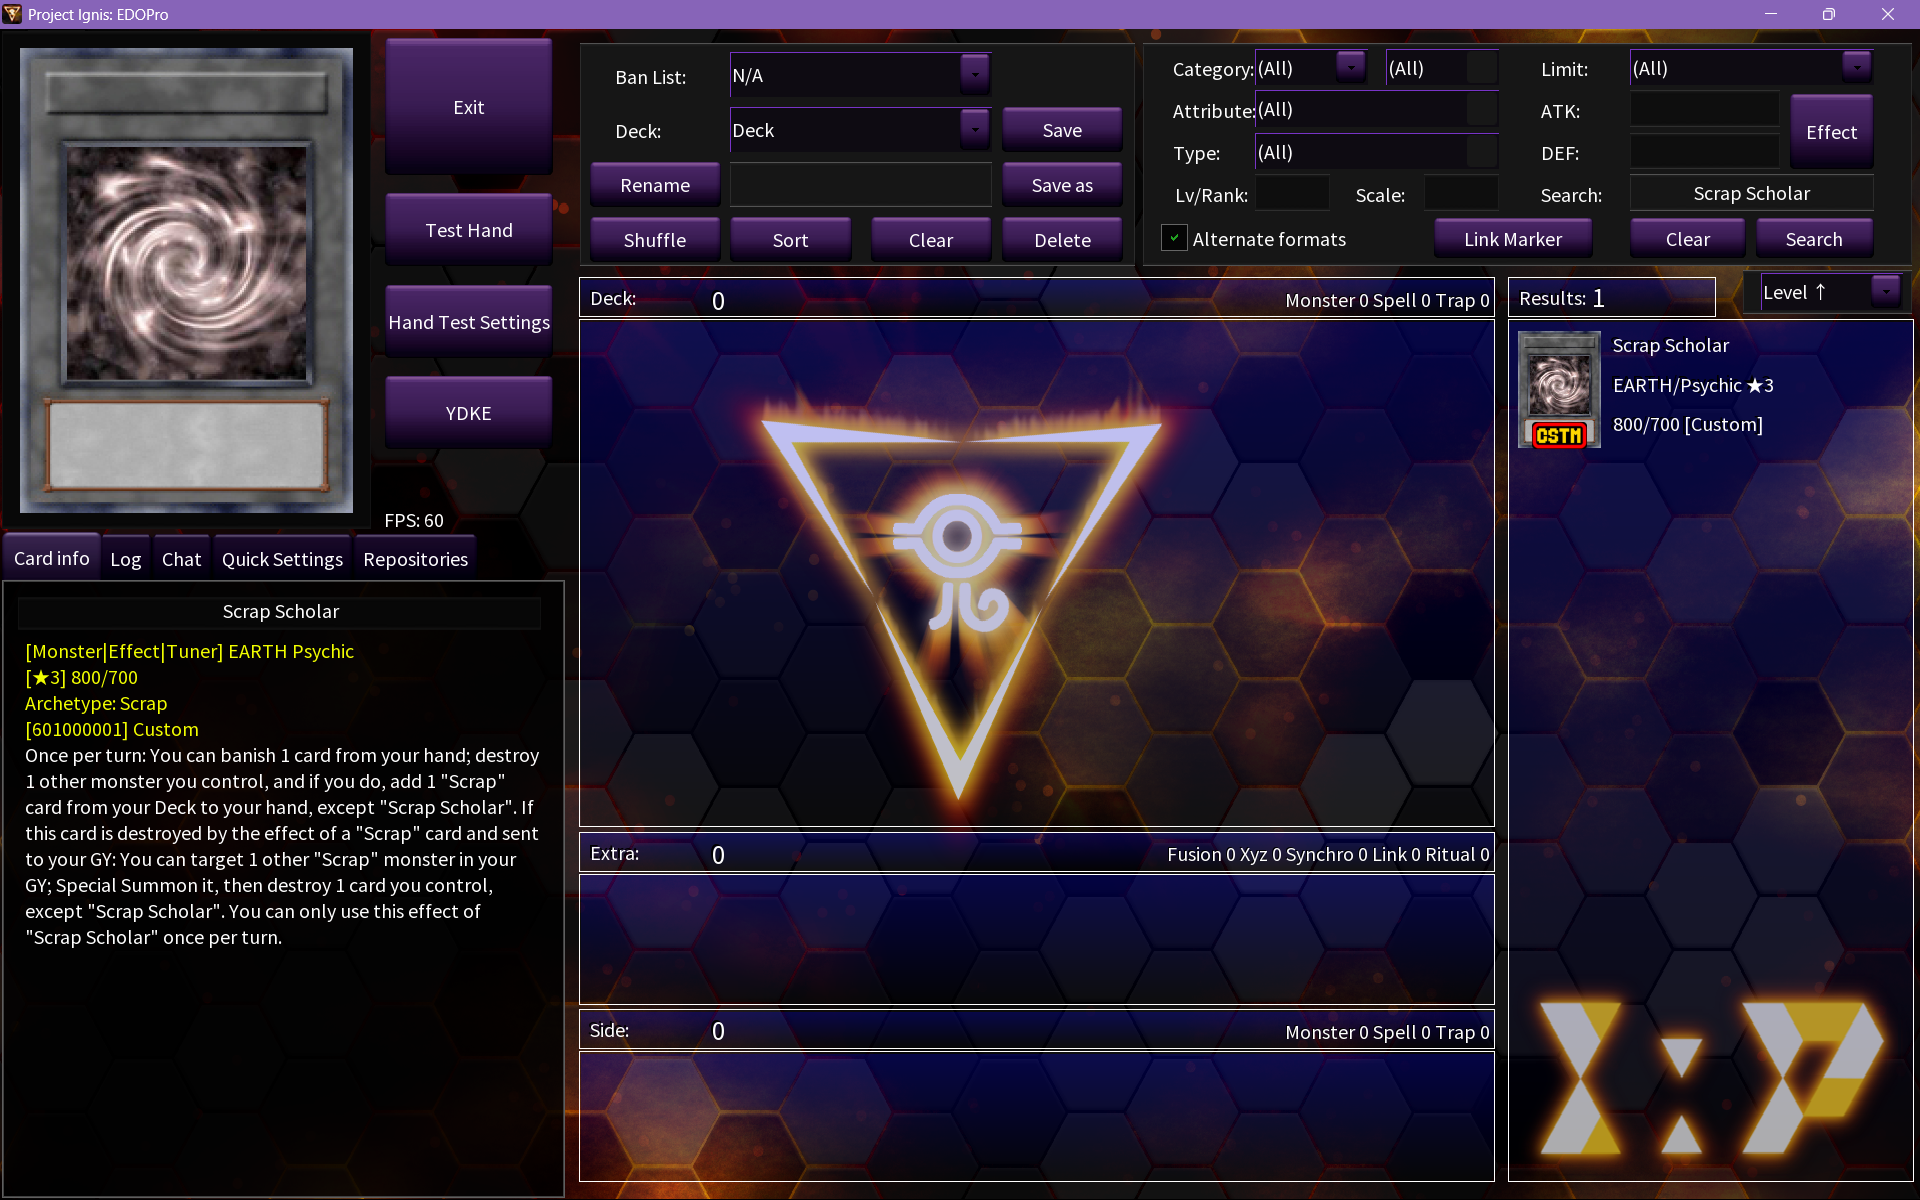 Project Ignis: EDOPro
Exit
Test Hand
Hand Test Settings
YDKE
FPS: 60
Ban List: N/A
Deck: Deck Save
Rename Save as
Shuffle Sort Clear Delete
Category: (All) (All) Limit: (All)
Attribute: (All) ATK:
Effect
Type: (All) DEF:
Lv/Rank: Scale: Search: Scrap Scholar
Alternate formats Link Marker Clear Search
Deck: 0 Monster 0 Spell 0 Trap 0
Results: 1 Level ↑
Scrap Scholar
EARTH/Psychic ★3
800/700 [Custom]
CSTM
Card info Log Chat Quick Settings Repositories
Scrap Scholar
[Monster|Effect|Tuner] EARTH Psychic
[★3] 800/700
Archetype: Scrap
[601000001] Custom
Once per turn: You can banish 1 card from your hand; destroy
1 other monster you control, and if you do, add 1 "Scrap"
card from your Deck to your hand, except "Scrap Scholar". If
this card is destroyed by the effect of a "Scrap" card and sent
to your GY: You can target 1 other "Scrap" monster in your
GY; Special Summon it, then destroy 1 card you control,
except "Scrap Scholar". You can only use this effect of
"Scrap Scholar" once per turn.
Extra: 0 Fusion 0 Xyz 0 Synchro 0 Link 0 Ritual 0
Side: 0 Monster 0 Spell 0 Trap 0